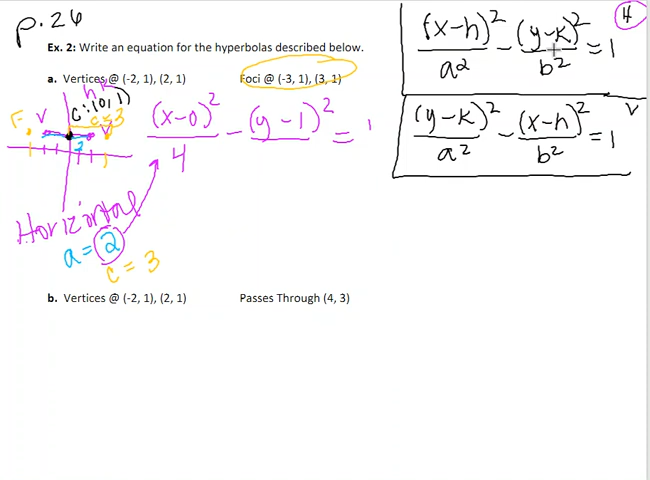 p. 26
Ex. 2: Write an equation for the hyperbolas described below.
a. Vertices @ (-2, 1), (2, 1) Foci @ (-3, 1), (3, 1)
h k
C: (0, 1)
F V c = 3 V
2
(x-0)² / 4 - (y-1)² / = 1
Horizontal
a = 2
c = 3
b. Vertices @ (-2, 1), (2, 1) Passes Through (4, 3)
H
(x-h)² / a² - (y-k)² / b² = 1
V
(y-k)² / a² - (x-h)² / b² = 1